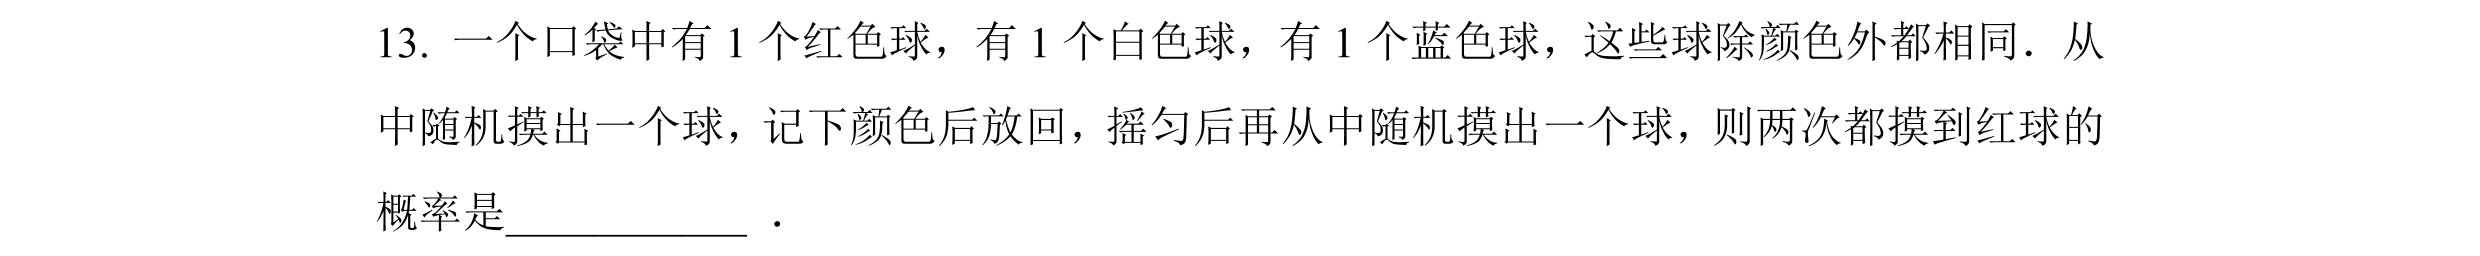 13. 一个口袋中有 1 个红色球，有 1 个白色球，有 1 个蓝色球，这些球除颜色外都相同．从
中随机摸出一个球，记下颜色后放回，摇匀后再从中随机摸出一个球，则两次都摸到红球的
概率是___________ ．